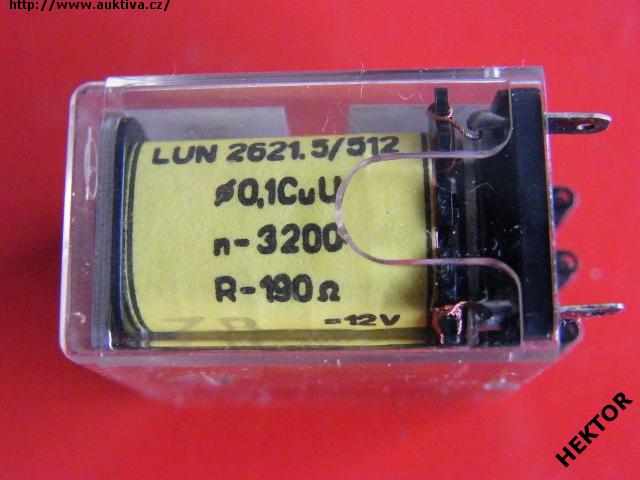 http://www.auktiva.cz/
LUN 2621.5/512
ø0,1CuU
n-3200
R-190Ω
=12V
HEKTOR